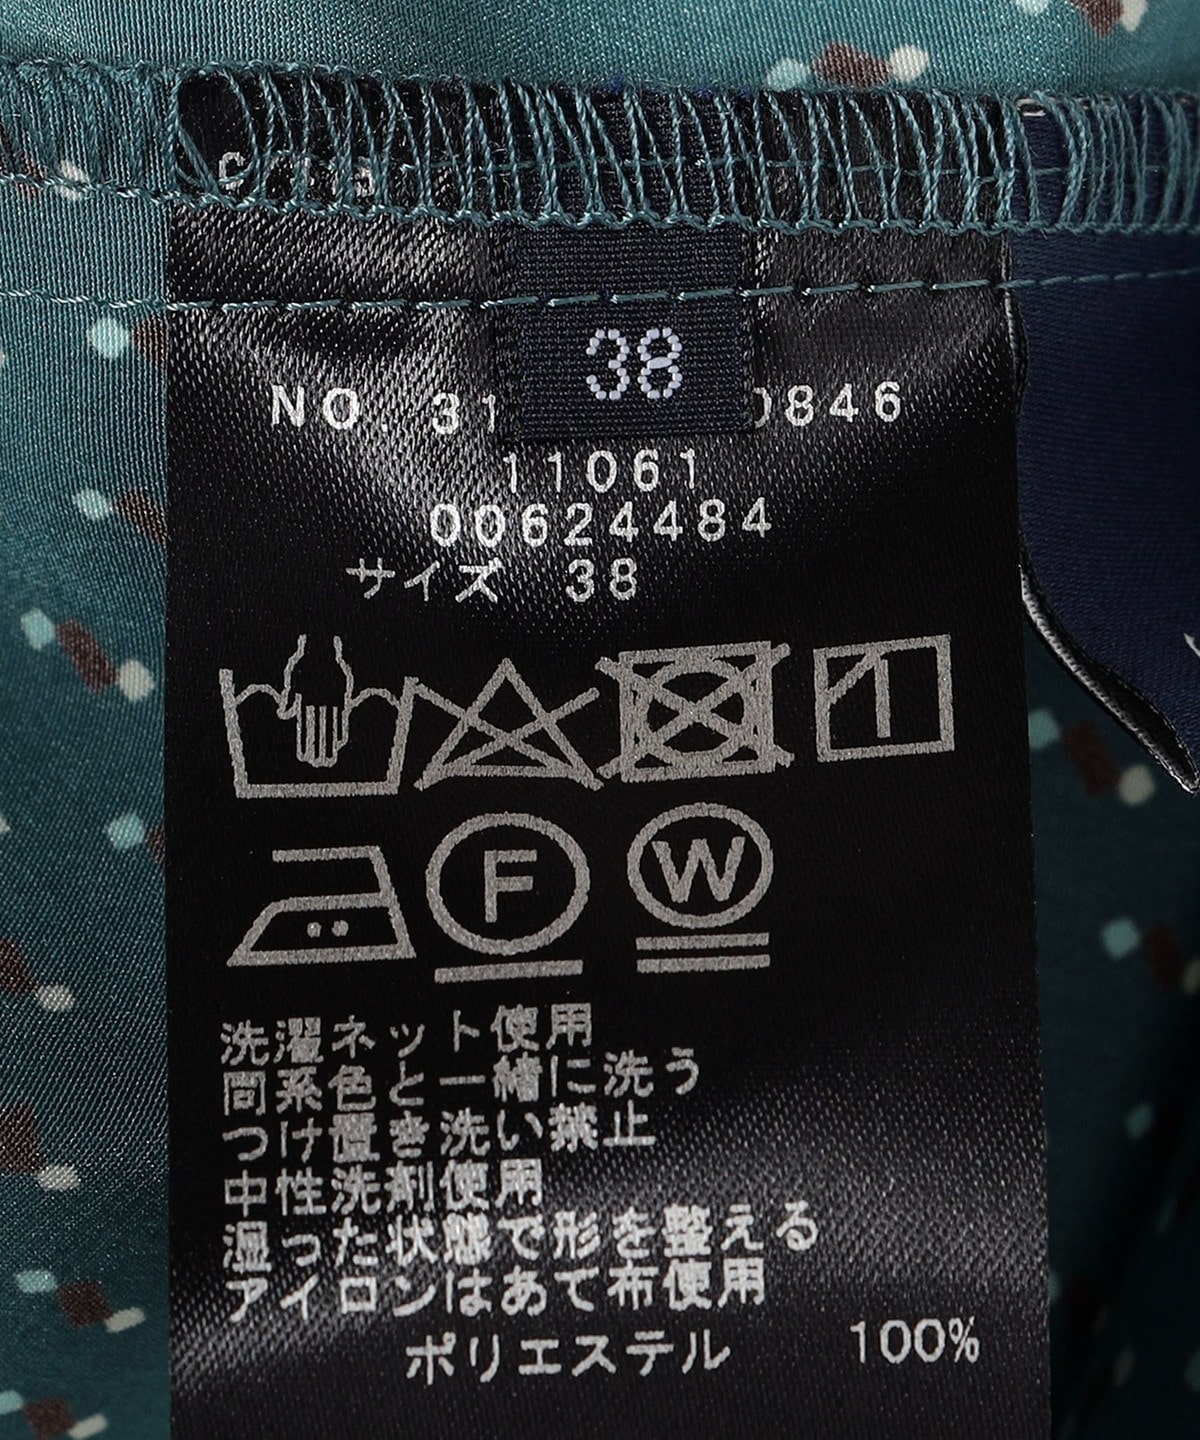 38
NO. 31 0846
11061
00624484
サイズ 38
F W
洗濯ネット使用
同系色と一緒に洗う
つけ置き洗い禁止
中性洗剤使用
湿った状態で形を整える
アイロンはあて布使用
ポリエステル 100%